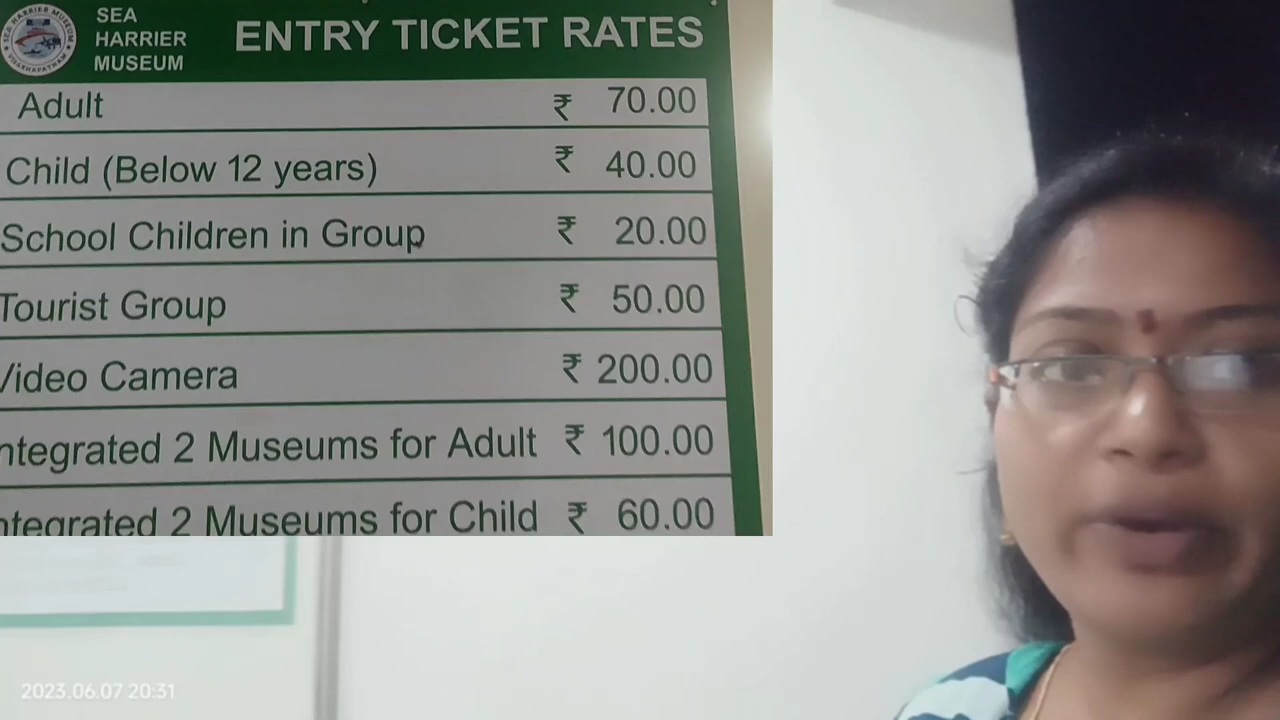 SEA
HARRIER
MUSEUM
ENTRY TICKET RATES
Adult ₹ 70.00
Child (Below 12 years) ₹ 40.00
School Children in Group ₹ 20.00
Tourist Group ₹ 50.00
Video Camera ₹ 200.00
ntegrated 2 Museums for Adult ₹ 100.00
ntegrated 2 Museums for Child ₹ 60.00
2023.06.07 20:31